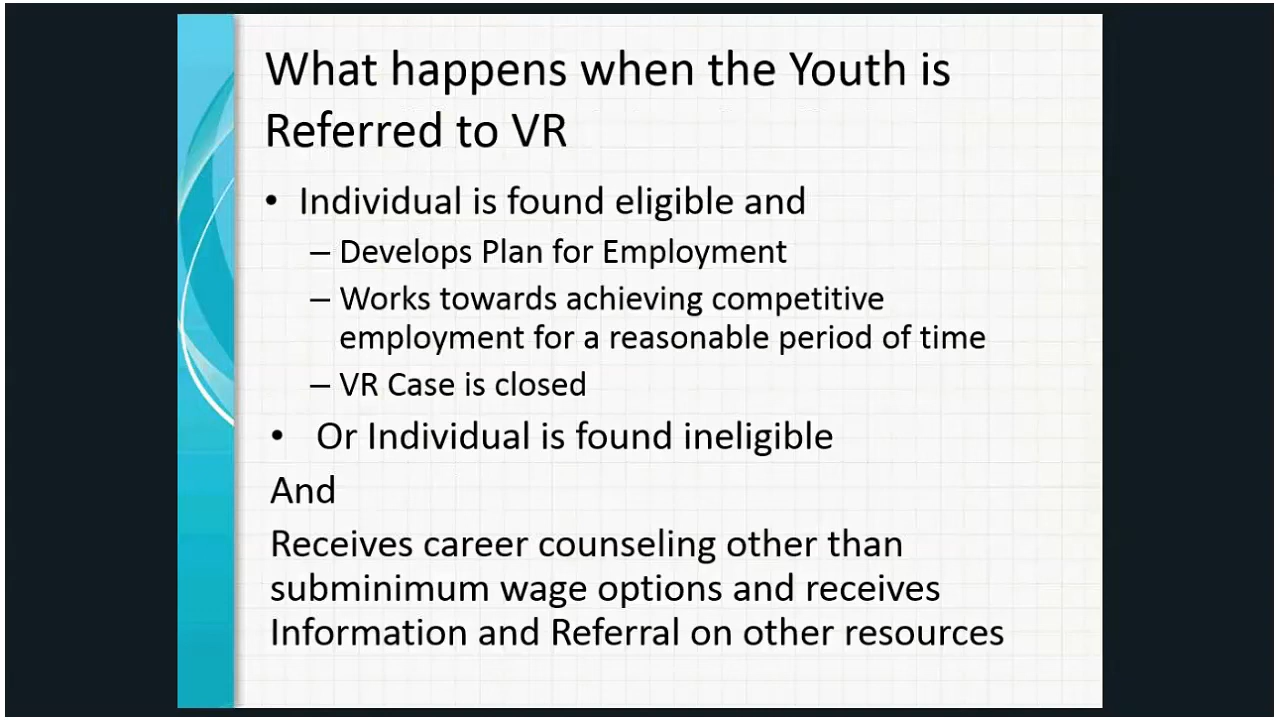 What happens when the Youth is
Referred to VR
• Individual is found eligible and
– Develops Plan for Employment
– Works towards achieving competitive
employment for a reasonable period of time
– VR Case is closed
• Or Individual is found ineligible
And
Receives career counseling other than
subminimum wage options and receives
Information and Referral on other resources